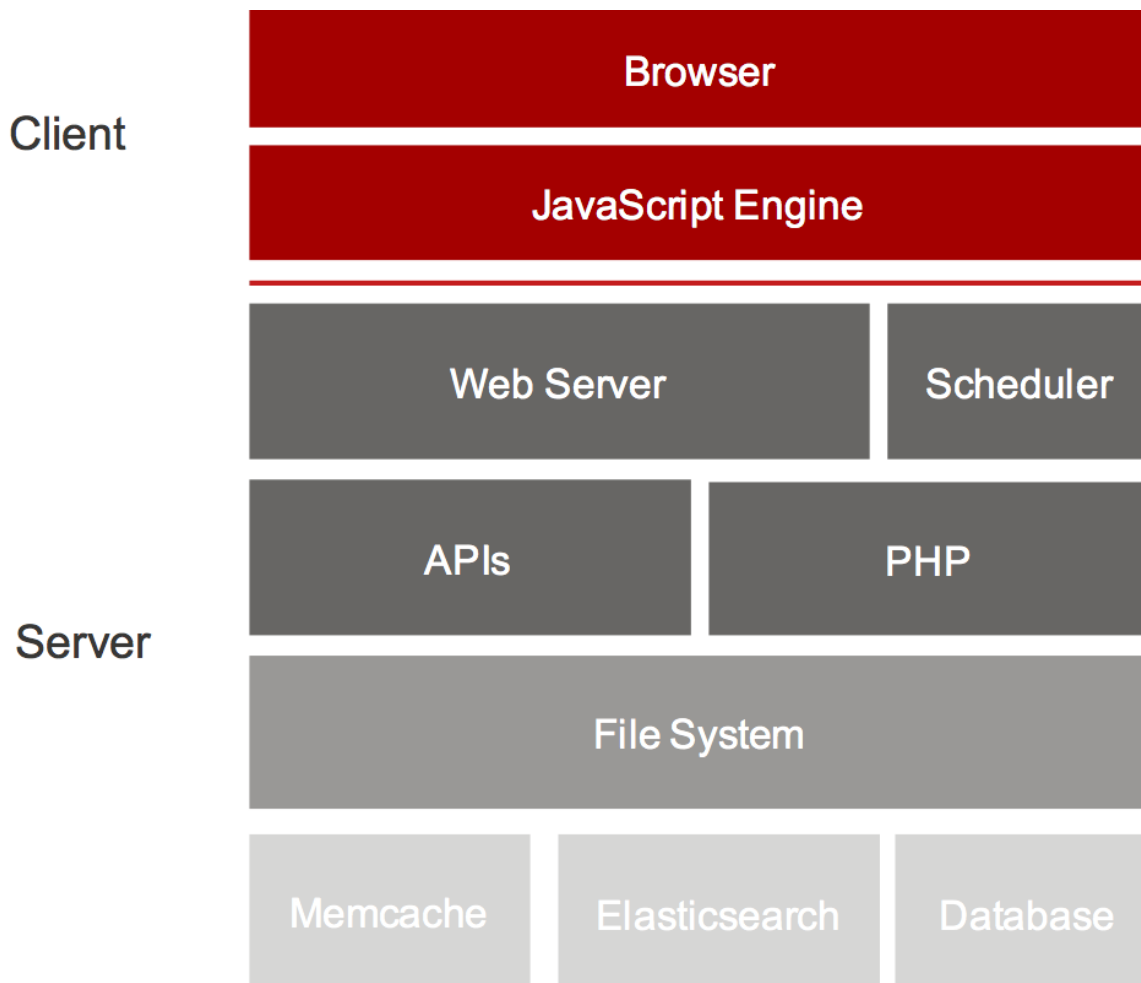 Browser
Client
JavaScript Engine
Web Server
Scheduler
APIs
PHP
Server
File System
Memcache
Elasticsearch
Database